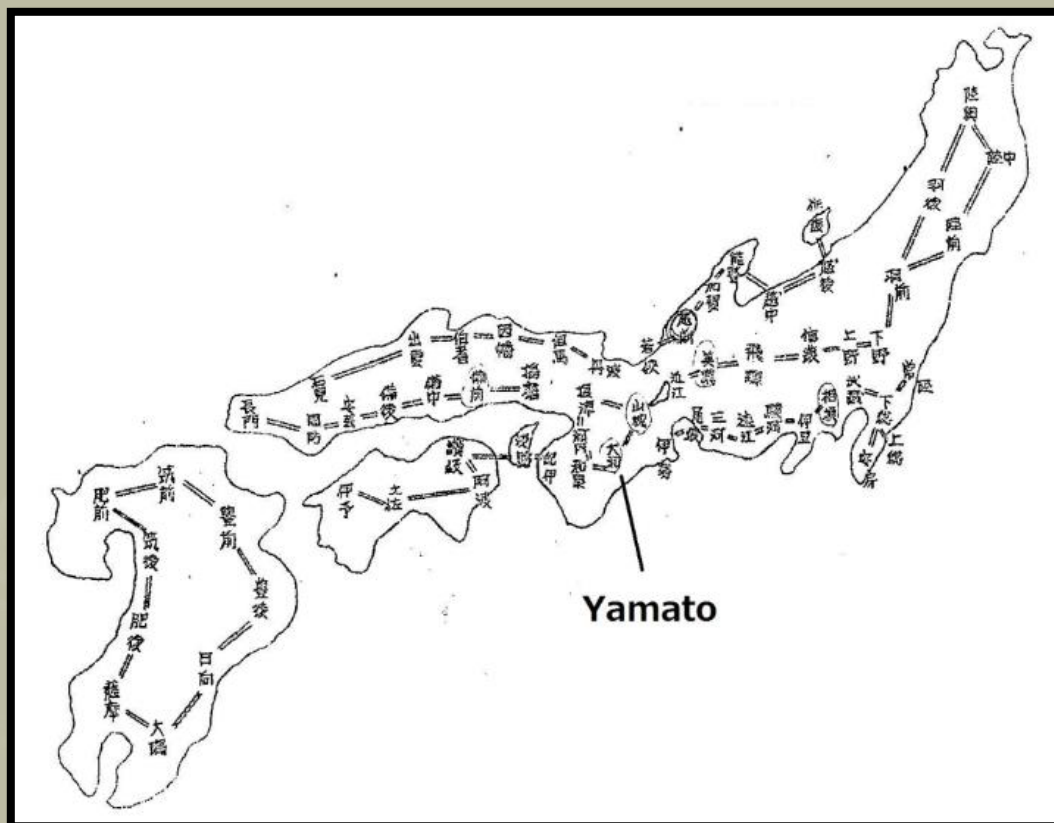 陸奥
陸中
羽後
陸前
羽前
佐渡
越後
能登
加賀
越中
越前
若狭
出雲
伯耆
因幡
但馬
丹波
近江
美濃
飛騨
信濃
上野
下野
常陸
石見
長門
周防
安芸
備後
備中
備前
播磨
摂津
山城
尾張
三河
遠江
駿河
伊豆
相模
武蔵
下総
上総
安房
伊勢
大和
河内
和泉
淡路
讃岐
阿波
土佐
伊予
筑前
肥前
豊前
筑後
豊後
肥後
日向
薩摩
大隅
Yamato